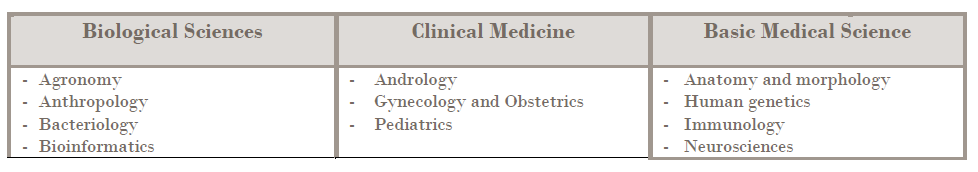 Biological Sciences
Clinical Medicine
Basic Medical Science
- Agronomy
- Anthropology
- Bacteriology
- Bioinformatics
- Andrology
- Gynecology and Obstetrics
- Pediatrics
- Anatomy and morphology
- Human genetics
- Immunology
- Neurosciences